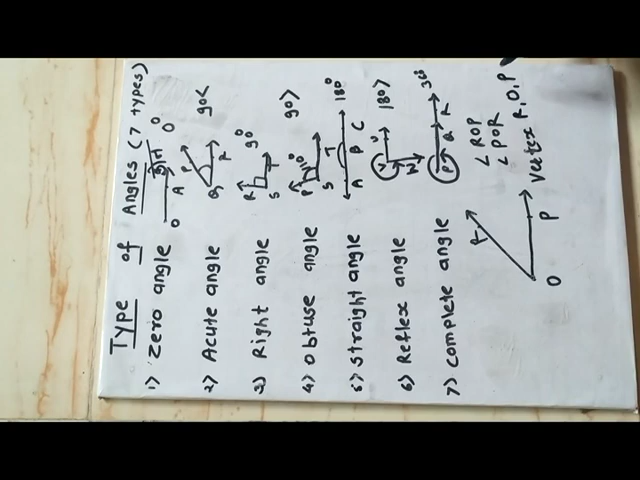 Type of Angles (7 types)
1) Zero angle O A कोन 0°
2) Acute angle P Q R 90<
3) Right angle R S T 90°
4) Obtuse angle P S T 90>
5) straight angle A B C 180°
6) Reflex angle U V W 180>
7) complete angle P Q R
R O P
∠ ROP
∠ POR
Vertex R, O, P